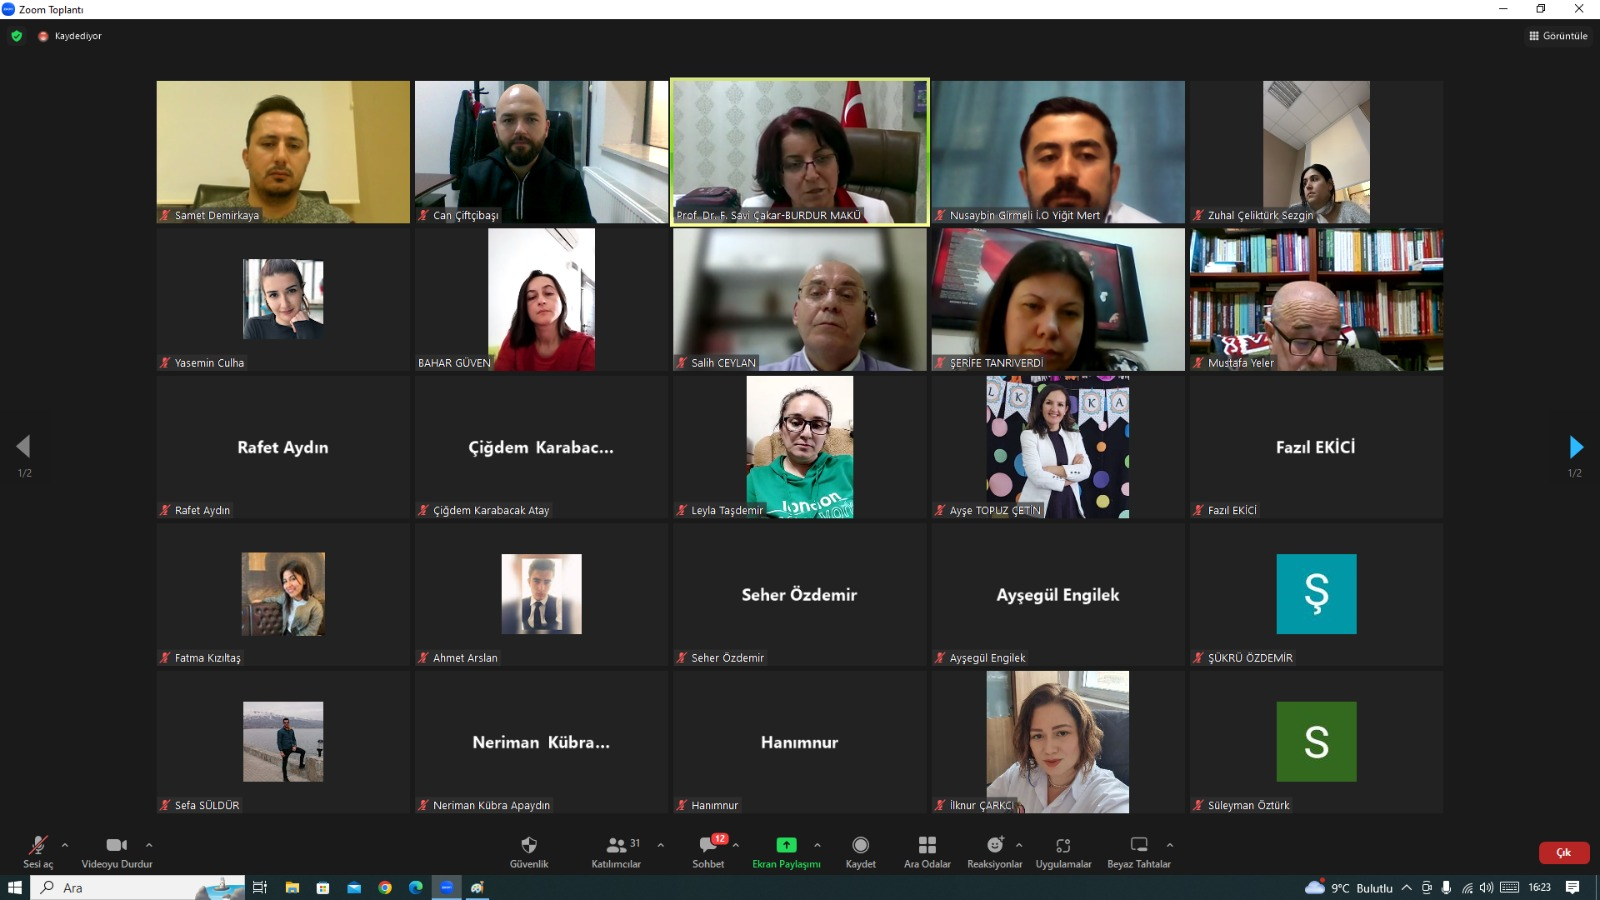 Zoom Toplantı
Kaydediyor
Görüntüle
Samet Demirkaya
Can Çiftçibaşı
Prof. Dr. F. Savi Çakar-BURDUR MAKÜ
Nusaybin Girmeli İ.O Yiğit Mert
Zuhal Çeliktürk Sezgin
Yasemin Culha
BAHAR GÜVEN
Salih CEYLAN
ŞERİFE TANRIVERDİ
Mustafa Yeler
Rafet Aydın
Çiğdem Karabac...
L K K A
london
Fazıl EKİCİ
1/2
1/2
Rafet Aydın
Çiğdem Karabacak Atay
Leyla Taşdemir
Ayşe TOPUZ ÇETİN
Fazıl EKİCİ
Seher Özdemir
Ayşegül Engilek
Ş
Fatma Kızıltaş
Ahmet Arslan
Seher Özdemir
Ayşegül Engilek
ŞÜKRÜ ÖZDEMİR
Neriman Kübra...
Hanımnur
S
Sefa SÜLDÜR
Neriman Kübra Apaydın
Hanımnur
İlknur ÇARKCI
Süleyman Öztürk
Sesi aç
Videoyu Durdur
Güvenlik
31
Katılımcılar
12
Sohbet
Ekran Paylaşımı
Kaydet
Ara Odalar
Reaksiyonlar
Uygulamalar
Beyaz Tahtalar
Çık
Ara
9°C Bulutlu
16:23